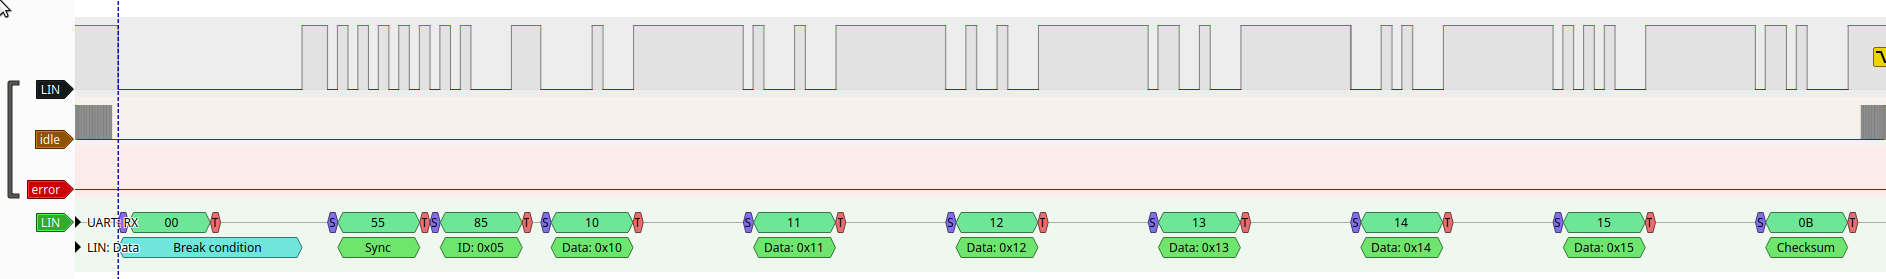 LIN
idle
error
LIN UART: RX S 00 T S 55 T S 85 T S 10 T S 11 T S 12 T S 13 T S 14 T S 15 T S 0B T
LIN: Data Break condition Sync ID: 0x05 Data: 0x10 Data: 0x11 Data: 0x12 Data: 0x13 Data: 0x14 Data: 0x15 Checksum